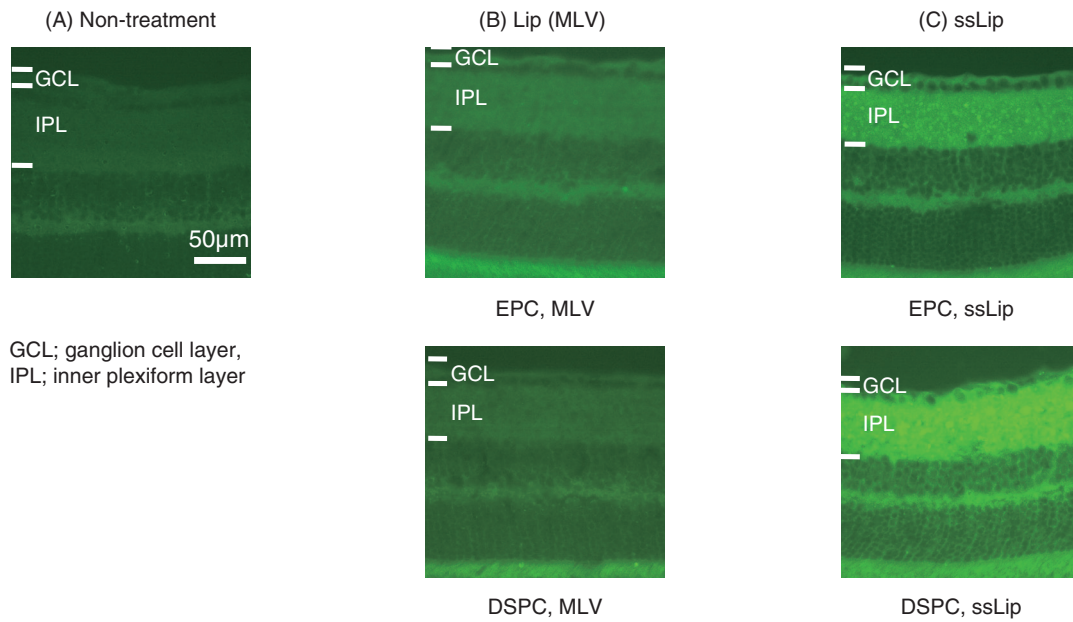 (A) Non-treatment
GCL
IPL
50µm
GCL; ganglion cell layer,
IPL; inner plexiform layer
(B) Lip (MLV)
GCL
IPL
EPC, MLV
GCL
IPL
DSPC, MLV
(C) ssLip
GCL
IPL
EPC, ssLip
GCL
IPL
DSPC, ssLip